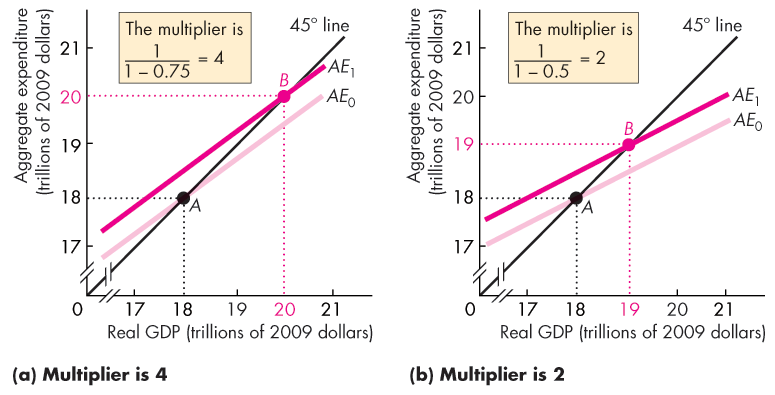 Aggregate expenditure
(trillions of 2009 dollars)
21
20
19
18
17
0
17
18
19
20
21
Real GDP (trillions of 2009 dollars)
The multiplier is
1
1 – 0.75
= 4
45° line
B
AE1
AE0
A
(a) Multiplier is 4
Aggregate expenditure
(trillions of 2009 dollars)
21
20
19
18
17
0
17
18
19
20
21
Real GDP (trillions of 2009 dollars)
The multiplier is
1
1 – 0.5
= 2
45° line
B
AE1
AE0
A
(b) Multiplier is 2